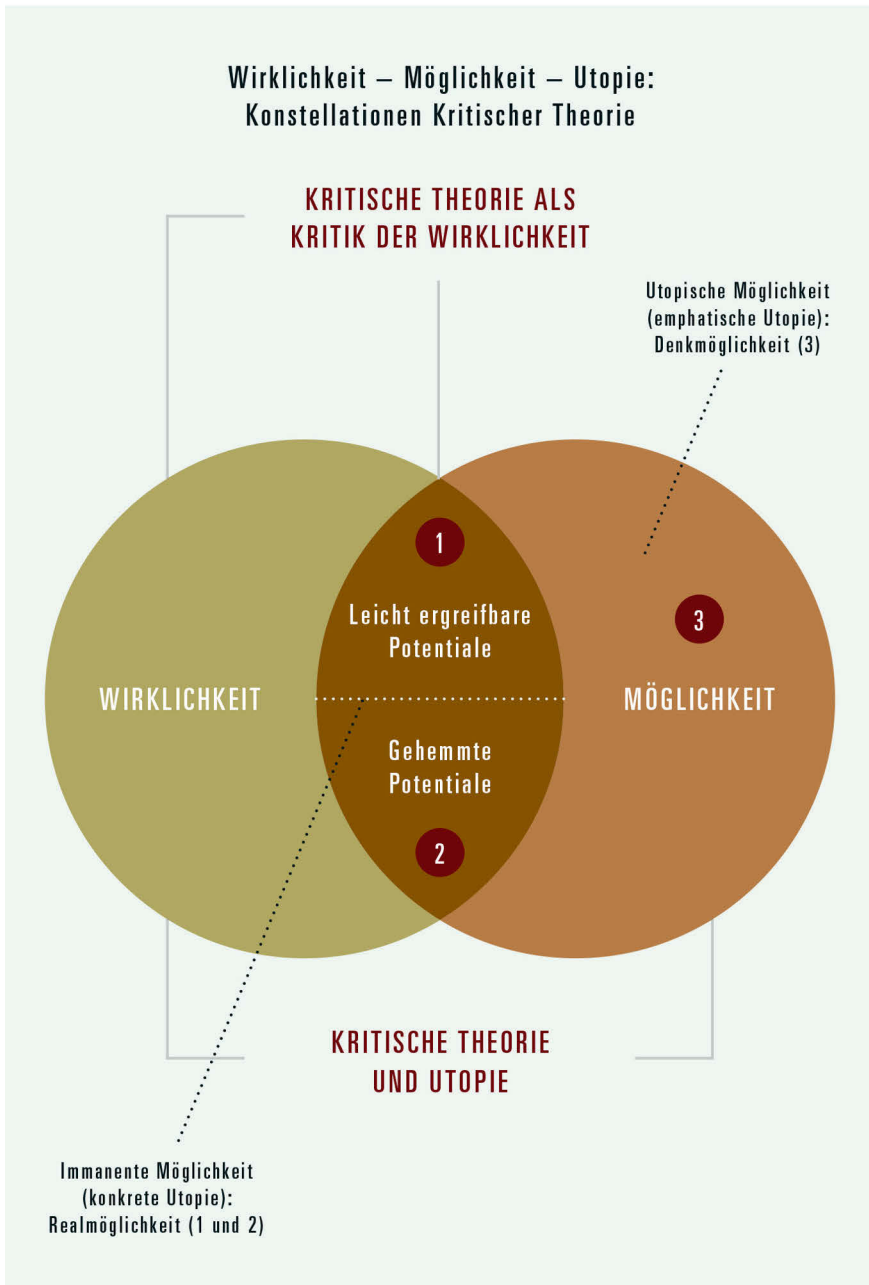 Wirklichkeit – Möglichkeit – Utopie:
Konstellationen Kritischer Theorie
KRITISCHE THEORIE ALS
KRITIK DER WIRKLICHKEIT
Utopische Möglichkeit
(emphatische Utopie):
Denkmöglichkeit (3)
1
Leicht ergreifbare
Potentiale
3
WIRKLICHKEIT
MÖGLICHKEIT
Gehemmte
Potentiale
2
KRITISCHE THEORIE
UND UTOPIE
Immanente Möglichkeit
(konkrete Utopie):
Realmöglichkeit (1 und 2)